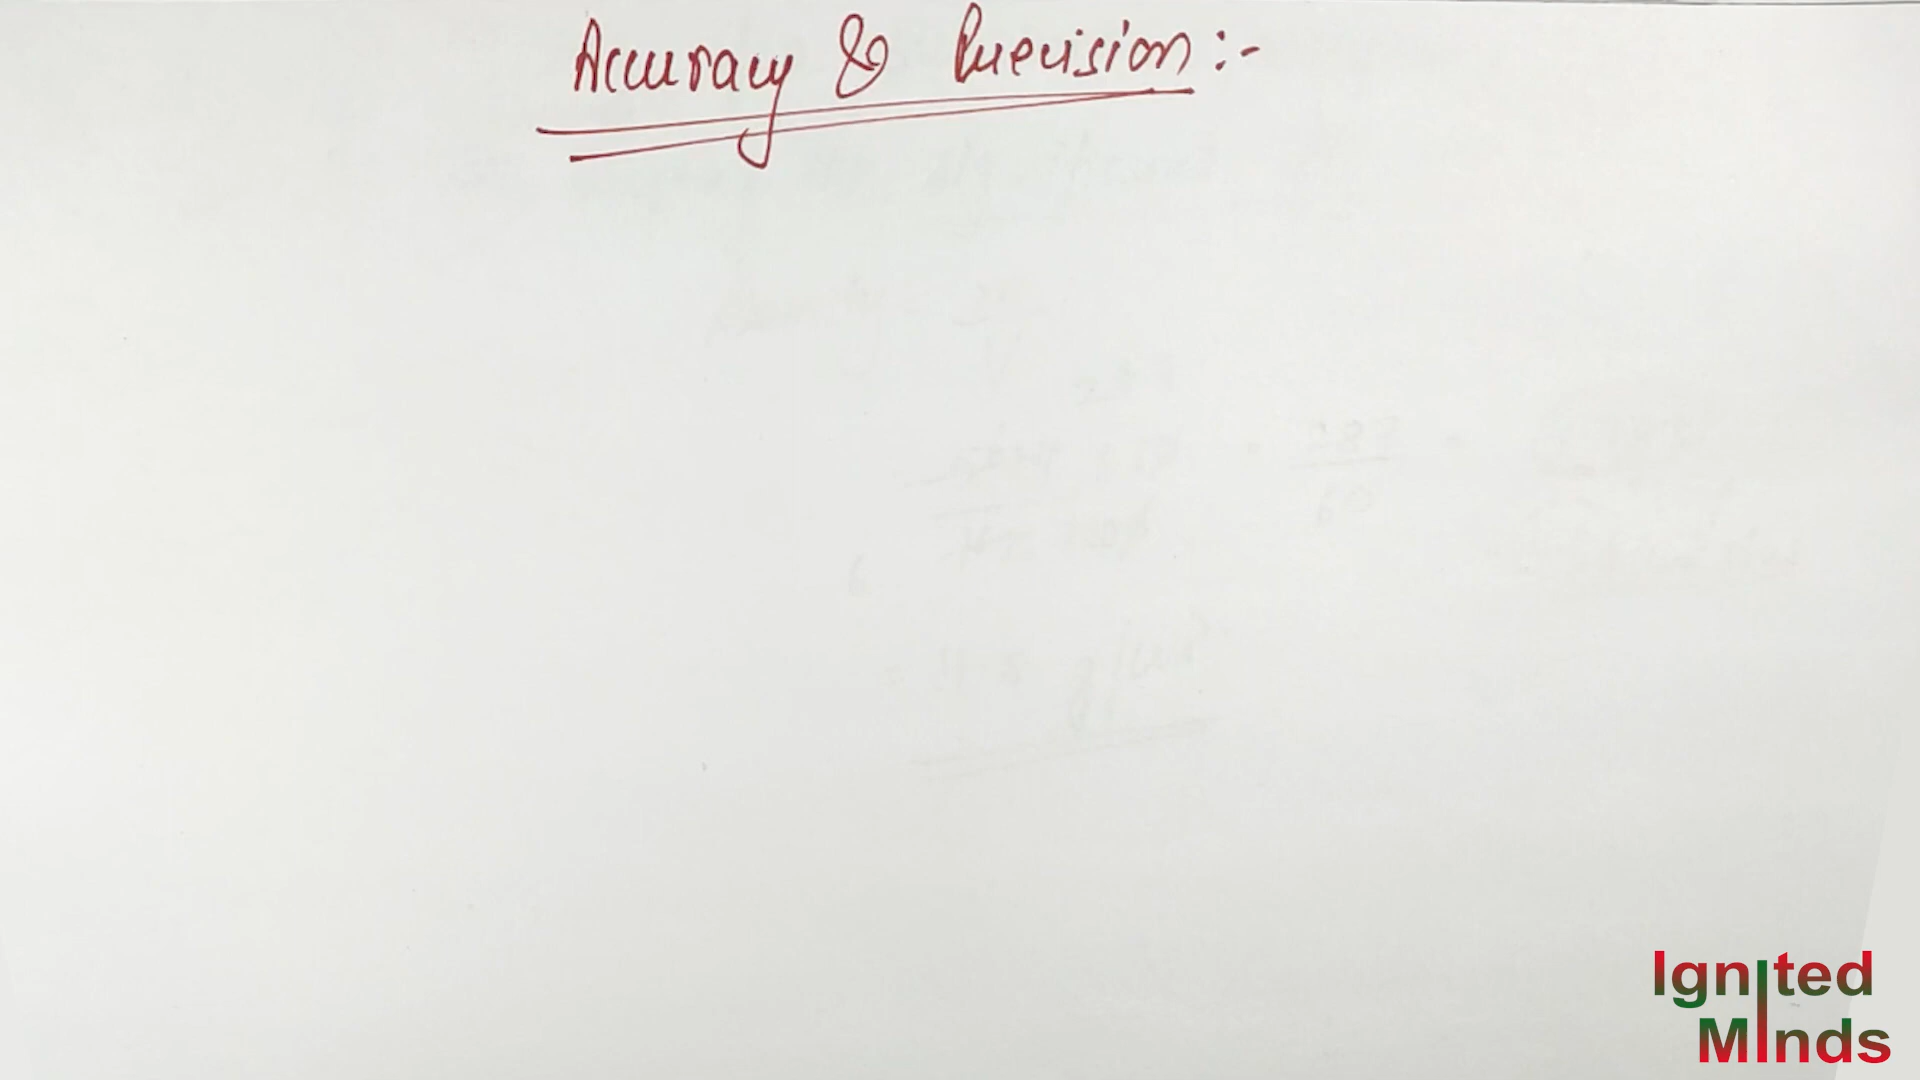 Accuracy & Precision :-
Ignited
Minds